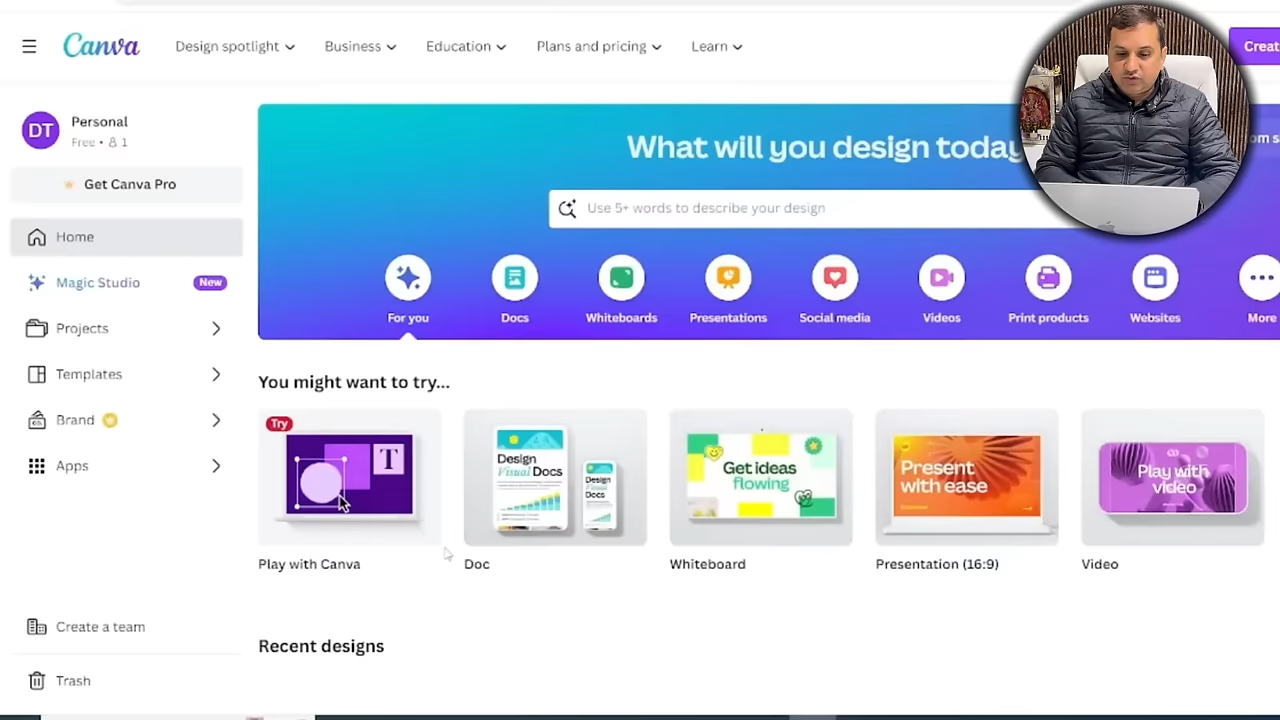 Canva
Design spotlight
Business
Education
Plans and pricing
Learn
Creat
DT
Personal
Free • 1
Get Canva Pro
Home
Magic Studio
New
Projects
Templates
Brand
Apps
Create a team
Trash
What will you design today
om s
Use 5+ words to describe your design
For you
Docs
Whiteboards
Presentations
Social media
Videos
Print products
Websites
More
You might want to try...
Try
T
Play with Canva
Design
Visual Docs
Design
Visual
Docs
Doc
Get ideas
flowing
Whiteboard
Present
with ease
Presentation (16:9)
Play with
video
Video
Recent designs